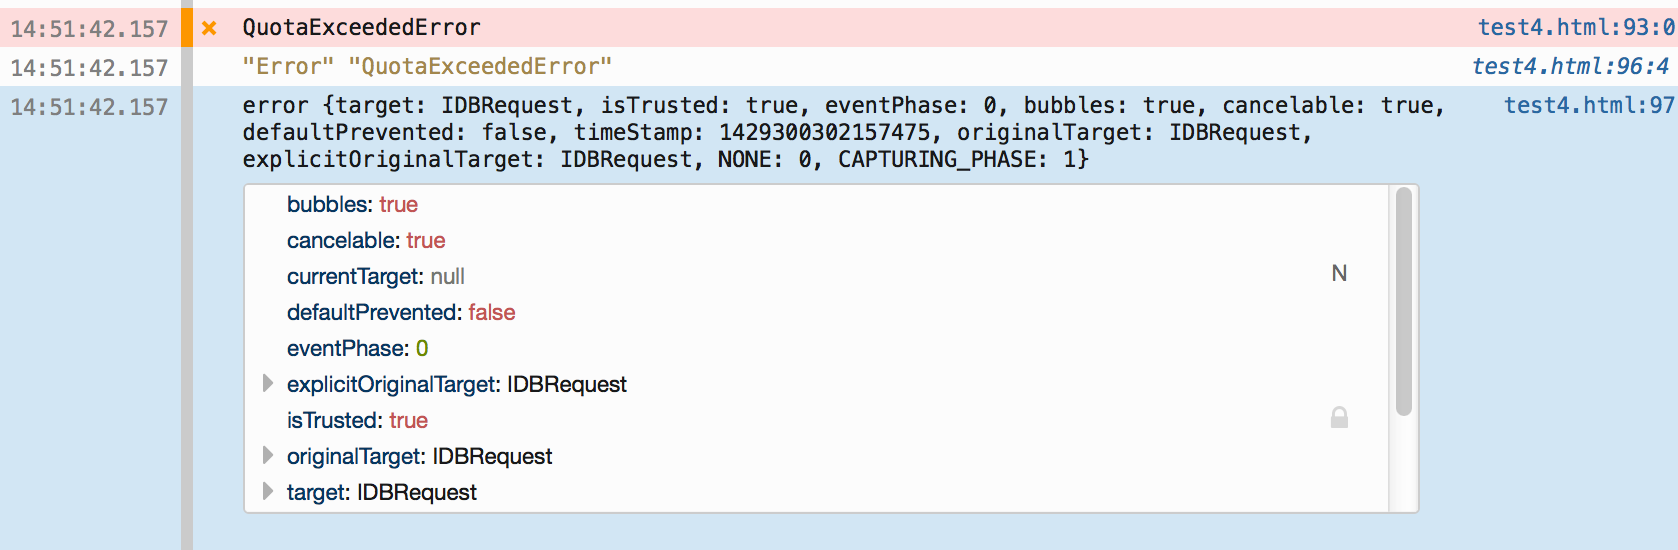 14:51:42.157 QuotaExceededError test4.html:93:0
14:51:42.157 "Error" "QuotaExceededError" test4.html:96:4
14:51:42.157 error {target: IDBRequest, isTrusted: true, eventPhase: 0, bubbles: true, cancelable: true, test4.html:97
defaultPrevented: false, timeStamp: 1429300302157475, originalTarget: IDBRequest,
explicitOriginalTarget: IDBRequest, NONE: 0, CAPTURING_PHASE: 1}
bubbles: true
cancelable: true
currentTarget: null N
defaultPrevented: false
eventPhase: 0
explicitOriginalTarget: IDBRequest
isTrusted: true
originalTarget: IDBRequest
target: IDBRequest